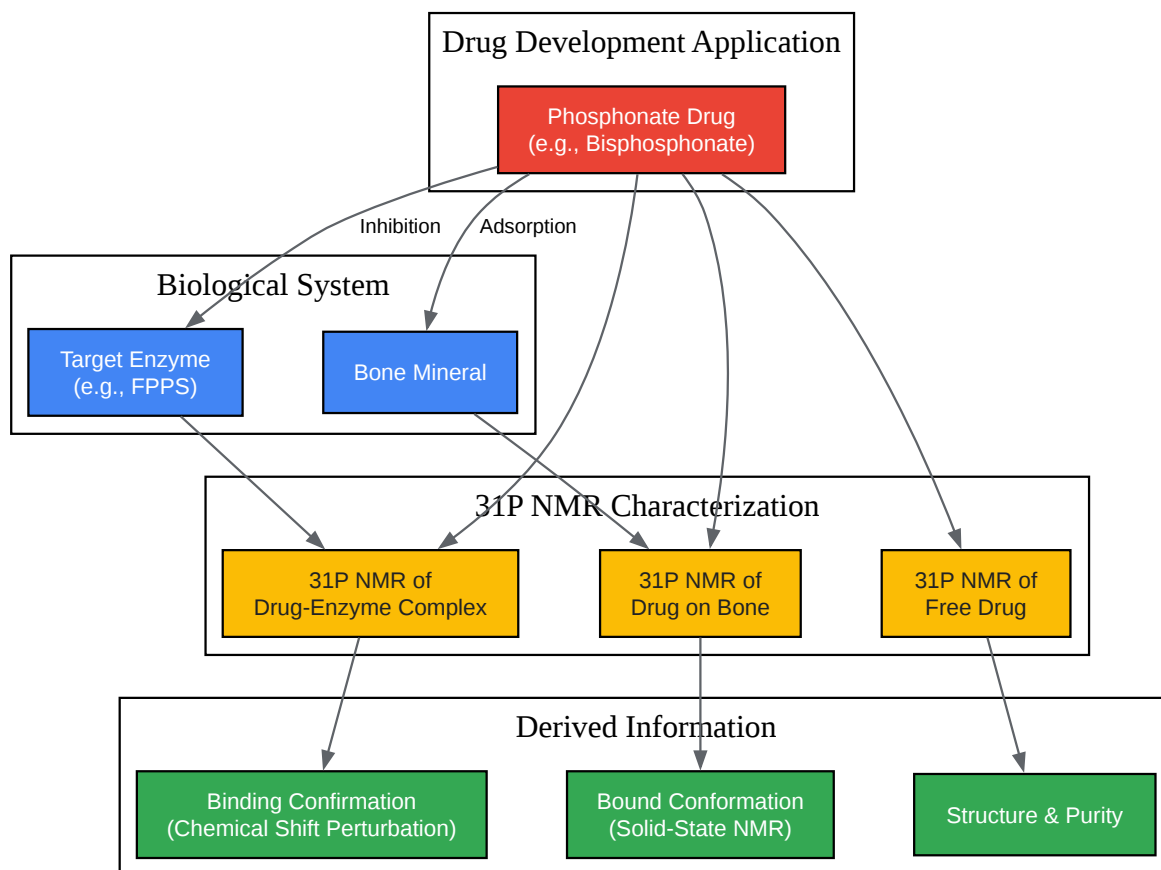 Drug Development Application
Phosphonate Drug
(e.g., Bisphosphonate)
Inhibition
Adsorption
Biological System
Target Enzyme
(e.g., FPPS)
Bone Mineral
31P NMR Characterization
31P NMR of
Drug-Enzyme Complex
31P NMR of
Drug on Bone
31P NMR of
Free Drug
Derived Information
Binding Confirmation
(Chemical Shift Perturbation)
Bound Conformation
(Solid-State NMR)
Structure & Purity